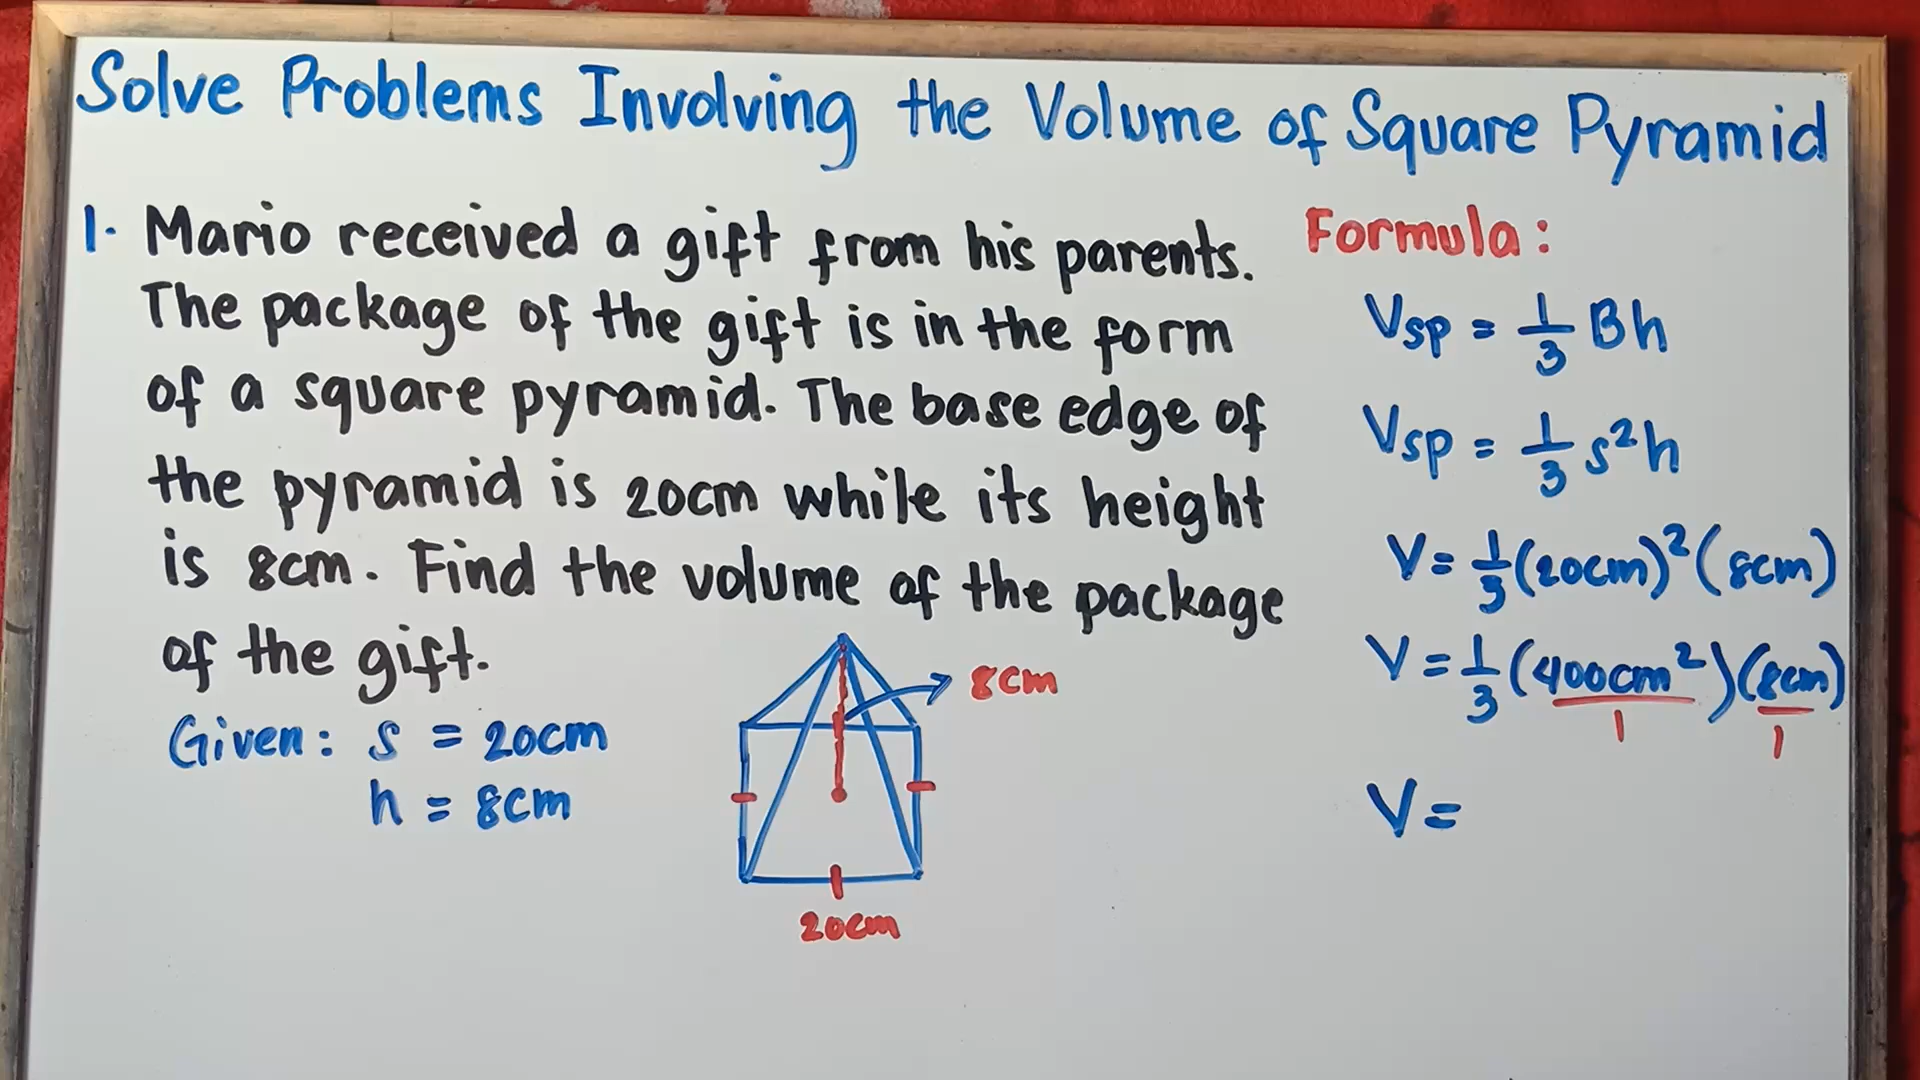 Solve Problems Involving the Volume of Square Pyramid
1. Mario received a gift from his parents.
The package of the gift is in the form
of a square pyramid. The base edge of
the pyramid is 20cm while its height
is 8cm. Find the volume of the package
of the gift.
Given: s = 20cm
h = 8cm
8cm
20cm
Formula:
Vsp = 1/3 Bh
Vsp = 1/3 s²h
V = 1/3 (20cm)² (8cm)
V = 1/3 (400cm²) (8cm)
1 1
V =